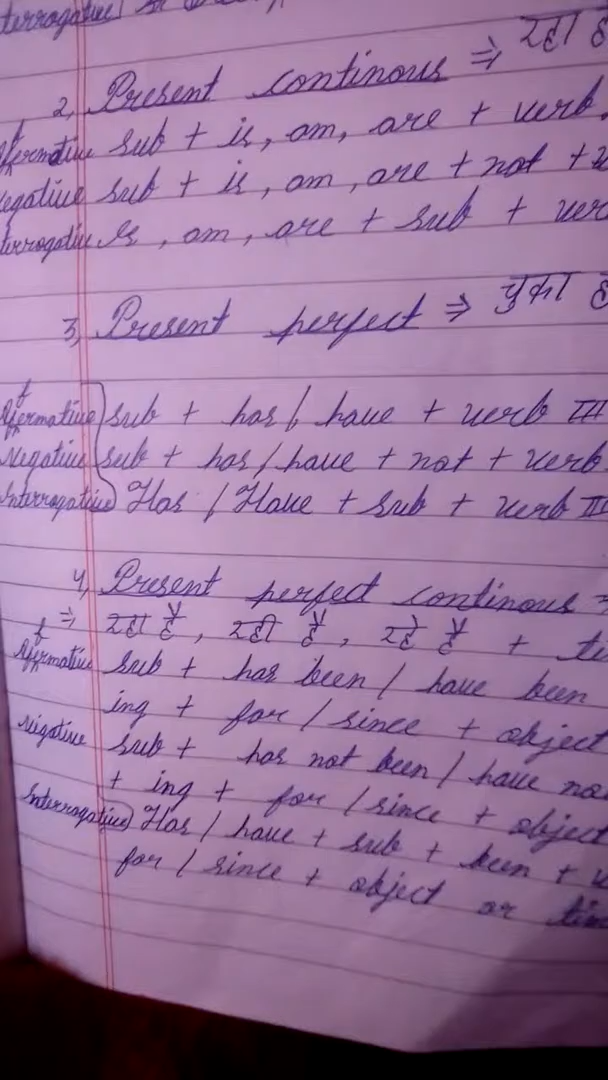 2, Present continous ⇒ रहा है
Affermative sub + is, am, are + verb
Negative sub + is, am, are + not +
Interrogative Is, am, are + sub + ver
3, Present perfect ⇒ चुका है
Affermative sub + has / have + verb III
Negative sub + has / have + not + verb
Interrogative Has / Have + sub + verb III
4, Present perfect continous
⇒ रहा है, रही है, रहे है +
Affermative sub + has been / have been
ing + for / since + object
Negative sub + has not been / have no
+ ing + for / since + object
Interrogative Has / have + sub + been +
for / since + object or tim